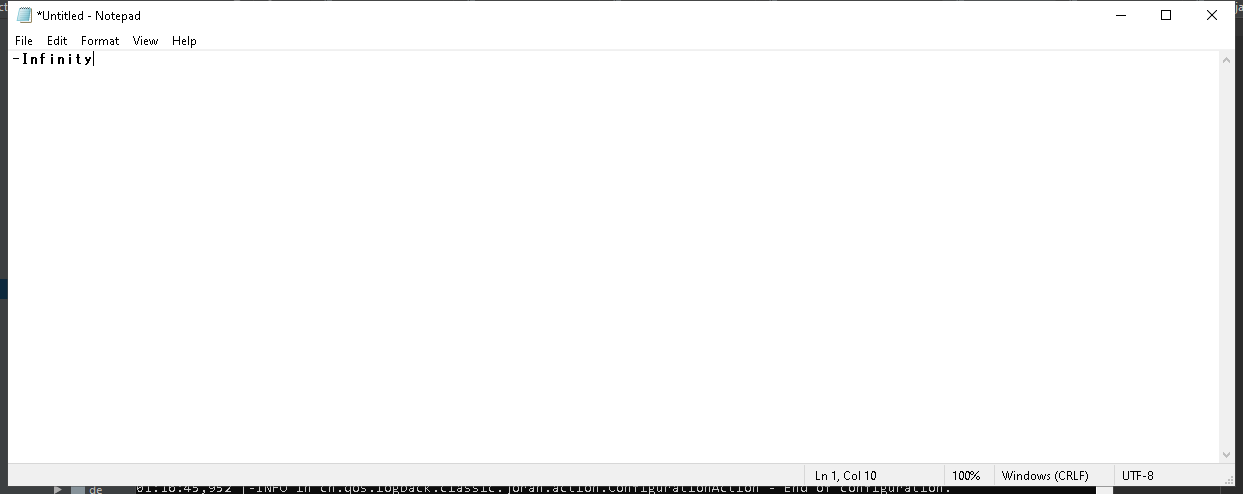 *Untitled - Notepad
File Edit Format View Help
-Infinity
Ln 1, Col 10 100% Windows (CRLF) UTF-8
de 01:16:45,952 |-INFO in ch.qos.logback.classic.joran.action.ConfigurationAction - End of configuration.